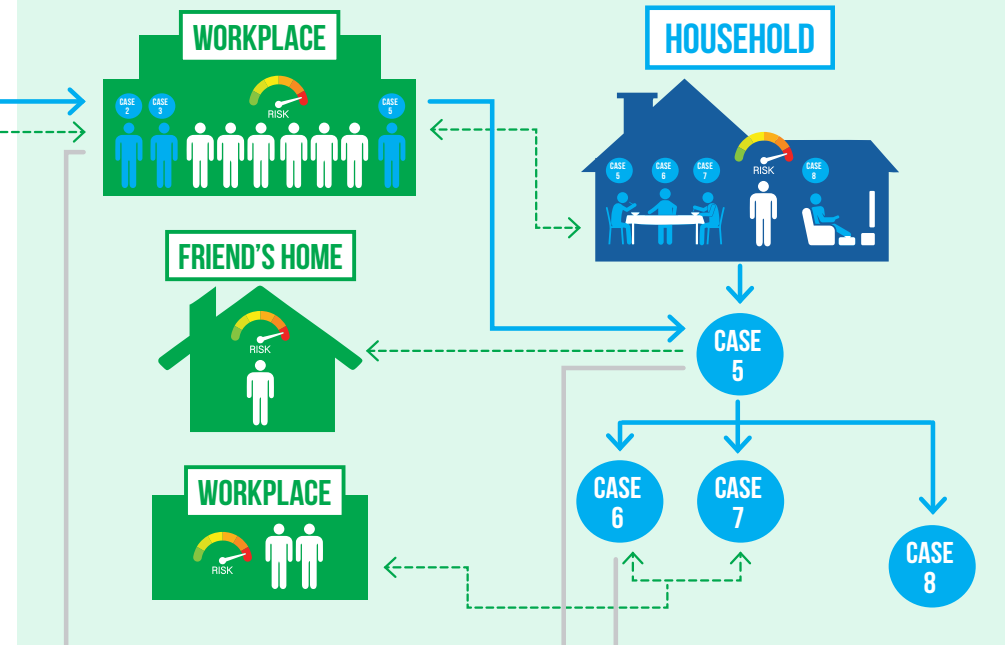 WORKPLACE
HOUSEHOLD
CASE
2
CASE
3
CASE
5
RISK
CASE
5
CASE
6
CASE
7
CASE
8
RISK
FRIEND'S HOME
RISK
CASE
5
WORKPLACE
RISK
CASE
6
CASE
7
CASE
8